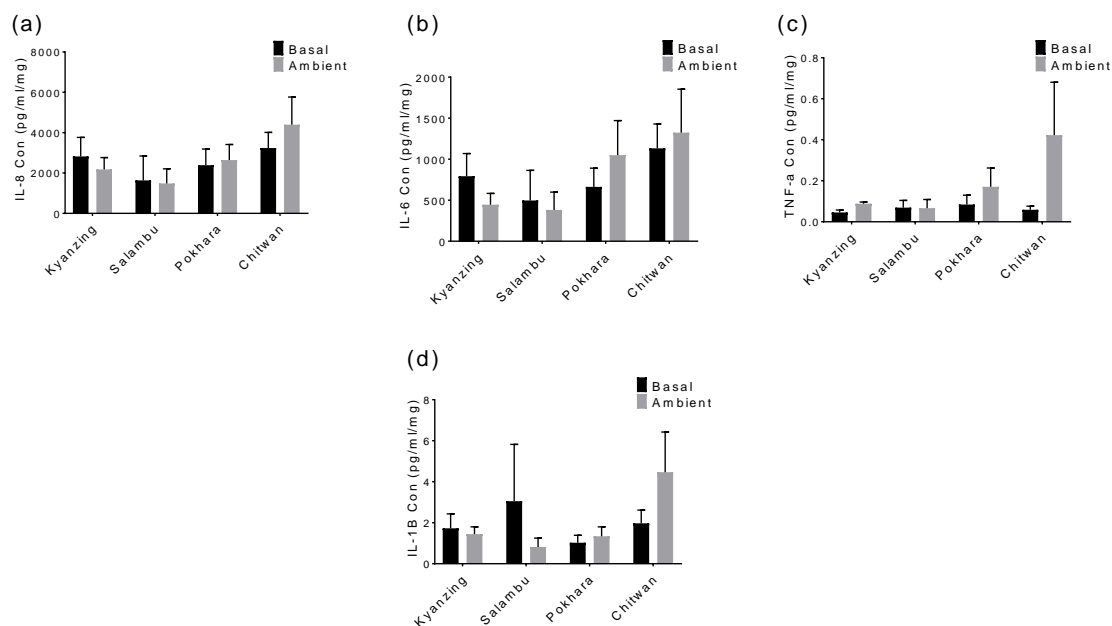 (a)
Basal
Ambient
IL-8 Con (pg/ml/mg)
8000
6000
4000
2000
0
Kyanzing
Salambu
Pokhara
Chitwan
(b)
Basal
Ambient
IL-6 Con (pg/ml/mg)
2000
1500
1000
500
0
Kyanzing
Salambu
Pokhara
Chitwan
(c)
Basal
Ambient
TNF-a Con (pg/ml/mg)
0.8
0.6
0.4
0.2
0.0
Kyanzing
Salambu
Pokhara
Chitwan
(d)
Basal
Ambient
IL-1B Con (pg/ml/mg)
8
6
4
2
0
Kyanzing
Salambu
Pokhara
Chitwan